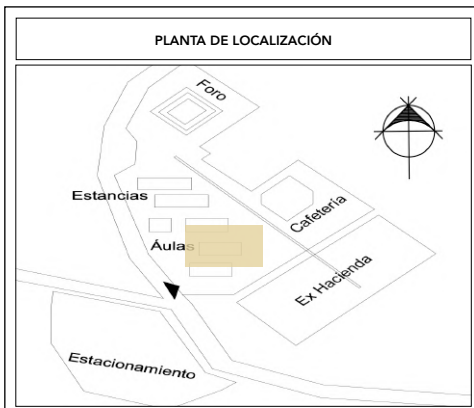 PLANTA DE LOCALIZACIÓN
Foro
Estancias
Cafetería
Áulas
Ex Hacienda
Estacionamiento